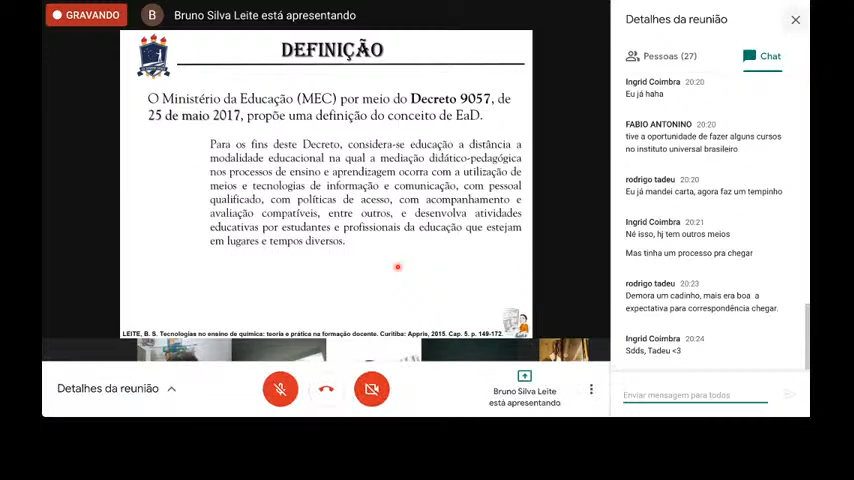 GRAVANDO
B
Bruno Silva Leite está apresentando
DEFINIÇÃO
O Ministério da Educação (MEC) por meio do Decreto 9057, de
25 de maio 2017, propõe uma definição do conceito de EaD.
Para os fins deste Decreto, considera-se educação a distância a
modalidade educacional na qual a mediação didático-pedagógica
nos processos de ensino e aprendizagem ocorra com a utilização de
meios e tecnologias de informação e comunicação, com pessoal
qualificado, com políticas de acesso, com acompanhamento e
avaliação compatíveis, entre outros, e desenvolva atividades
educativas por estudantes e profissionais da educação que estejam
em lugares e tempos diversos.
LEITE, B. S. Tecnologias no ensino de química: teoria e prática na formação docente. Curitiba: Appris, 2015. Cap. 5. p. 149-172.
Detalhes da reunião
Bruno Silva Leite
está apresentando
Detalhes da reunião
Pessoas (27)
Chat
Ingrid Coimbra 20:20
Eu já haha
FABIO ANTONINO 20:20
tive a oportunidade de fazer alguns cursos
no instituto universal brasileiro
rodrigo tadeu 20:20
Eu já mandei carta, agora faz um tempinho
Ingrid Coimbra 20:21
Né isso, hj tem outros meios
Mas tinha um processo pra chegar
rodrigo tadeu 20:23
Demora um cadinho, mais era boa a
expectativa para correspondência chegar.
Ingrid Coimbra 20:24
Sdds, Tadeu <3
Enviar mensagem para todos